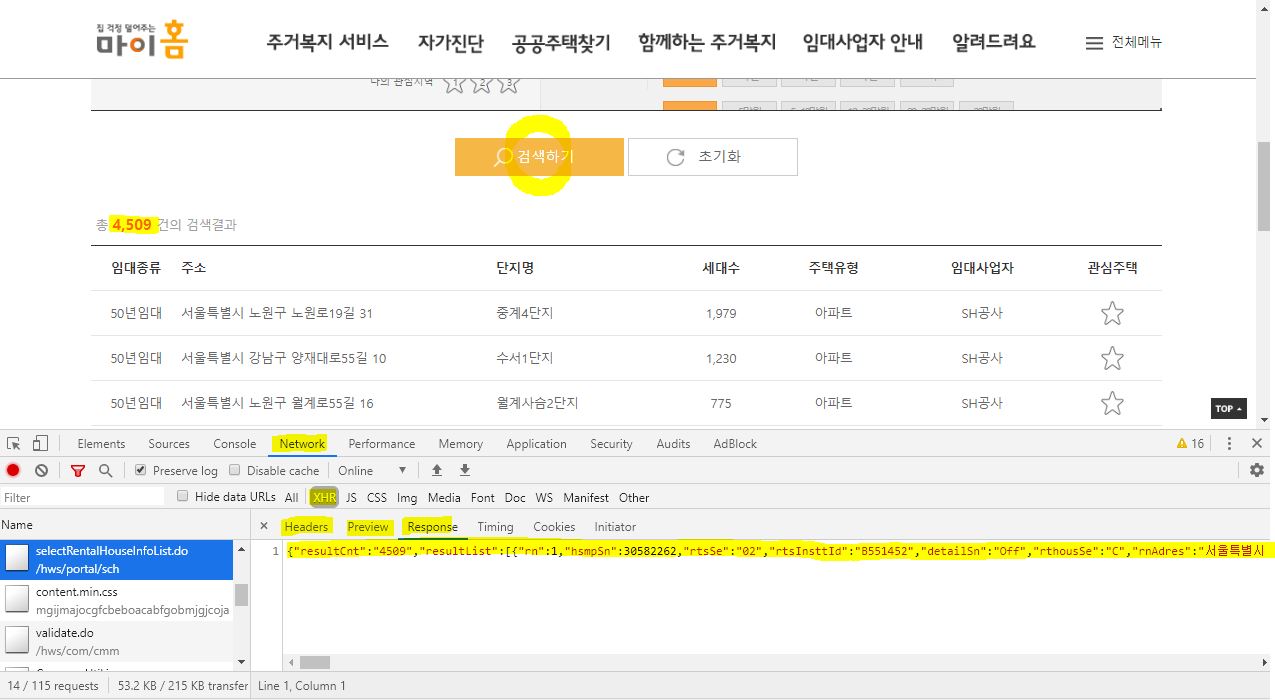 집 걱정 덜어주는
마이홈
주거복지 서비스 자가진단 공공주택찾기 함께하는 주거복지 임대사업자 안내 알려드려요 전체메뉴
나의 관심지역 1 2 3
검색하기 초기화
총 4,509 건의 검색결과
임대종류 주소 단지명 세대수 주택유형 임대사업자 관심주택
50년임대 서울특별시 노원구 노원로19길 31 중계4단지 1,979 아파트 SH공사
50년임대 서울특별시 강남구 양재대로55길 10 수서1단지 1,230 아파트 SH공사
50년임대 서울특별시 노원구 월계로55길 16 월계사슴2단지 775 아파트 SH공사
TOP
Elements Sources Console Network Performance Memory Application Security Audits AdBlock 16
Preserve log Disable cache Online
Filter Hide data URLs All XHR JS CSS Img Media Font Doc WS Manifest Other
Name × Headers Preview Response Timing Cookies Initiator
selectRentalHouseInfoList.do
/hws/portal/sch
1 {"resultCnt":"4509","resultList":[{"rn":1,"hsmpSn":30582262,"rtsSe":"02","rtsInsttId":"B551452","detailSn":"Off","rthousSe":"C","rnAdres":"서울특별시
content.min.css
mgijmajocgfcbeboacabfgobmjgjcoja
validate.do
/hws/com/cmm
14 / 115 requests 53.2 KB / 215 KB transfer Line 1, Column 1